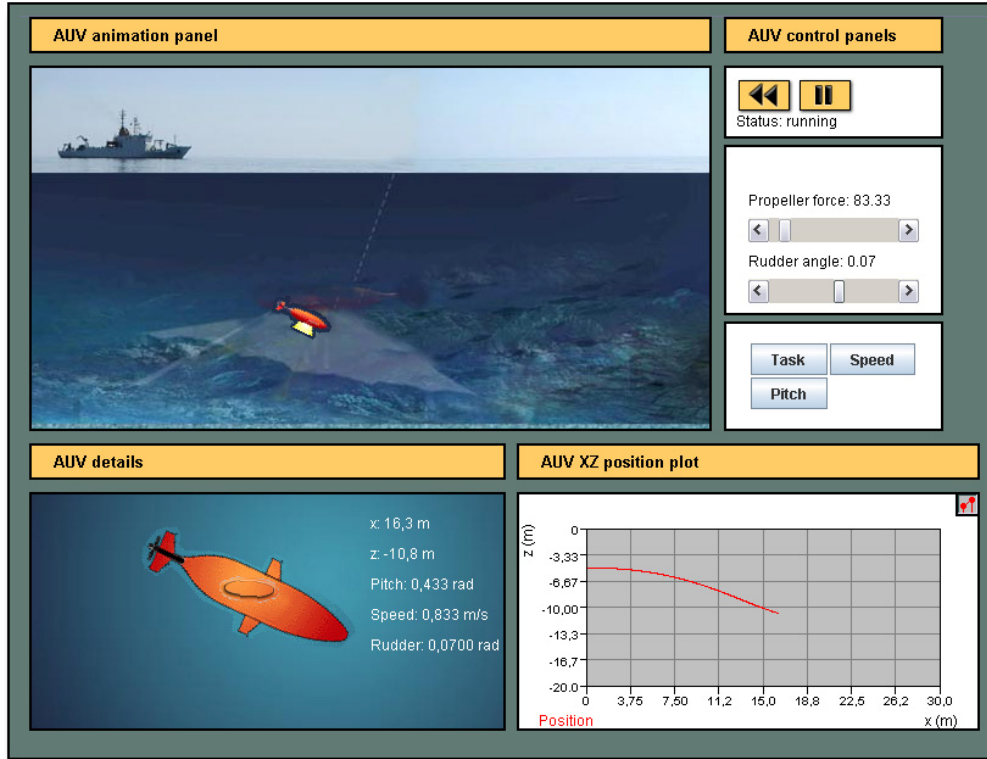 AUV animation panel
AUV control panels
Status: running
Propeller force: 83.33
Rudder angle: 0.07
Task
Speed
Pitch
AUV details
AUV XZ position plot
x: 16,3 m
z: -10,8 m
Pitch: 0,433 rad
Speed: 0,833 m/s
Rudder: 0,0700 rad
z (m)
0
-3,33
-6,67
-10,00
-13.3
-16,7
-20.0
0
3,75
7,50
11,2
15,0
18,8
22,5
26,2
30,0
Position
x (m)